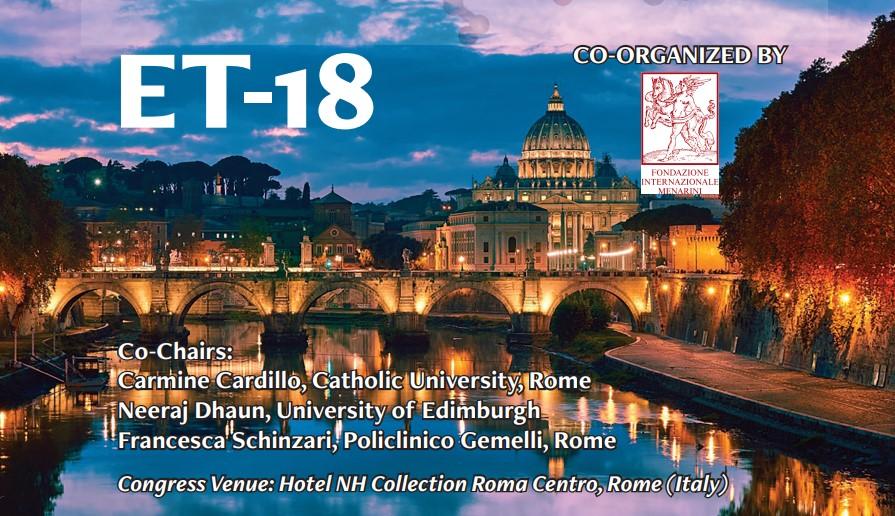 ET-18
CO-ORGANIZED BY
FONDAZIONE
INTERNAZIONALE
MENARINI
Co-Chairs:
Carmine Cardillo, Catholic University, Rome
Neeraj Dhaun, University of Edimburgh
Francesca Schinzari, Policlinico Gemelli, Rome
Congress Venue: Hotel NH Collection Roma Centro, Rome (Italy)